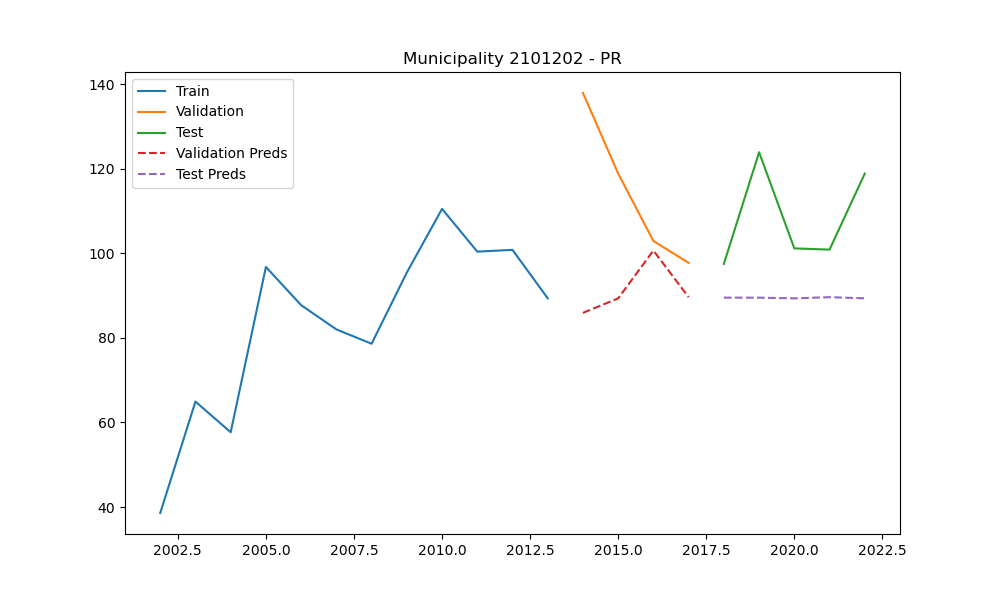 Municipality 2101202 - PR
140
120
100
80
60
40
Train
Validation
Test
Validation Preds
Test Preds
2002.5 2005.0 2007.5 2010.0 2012.5 2015.0 2017.5 2020.0 2022.5